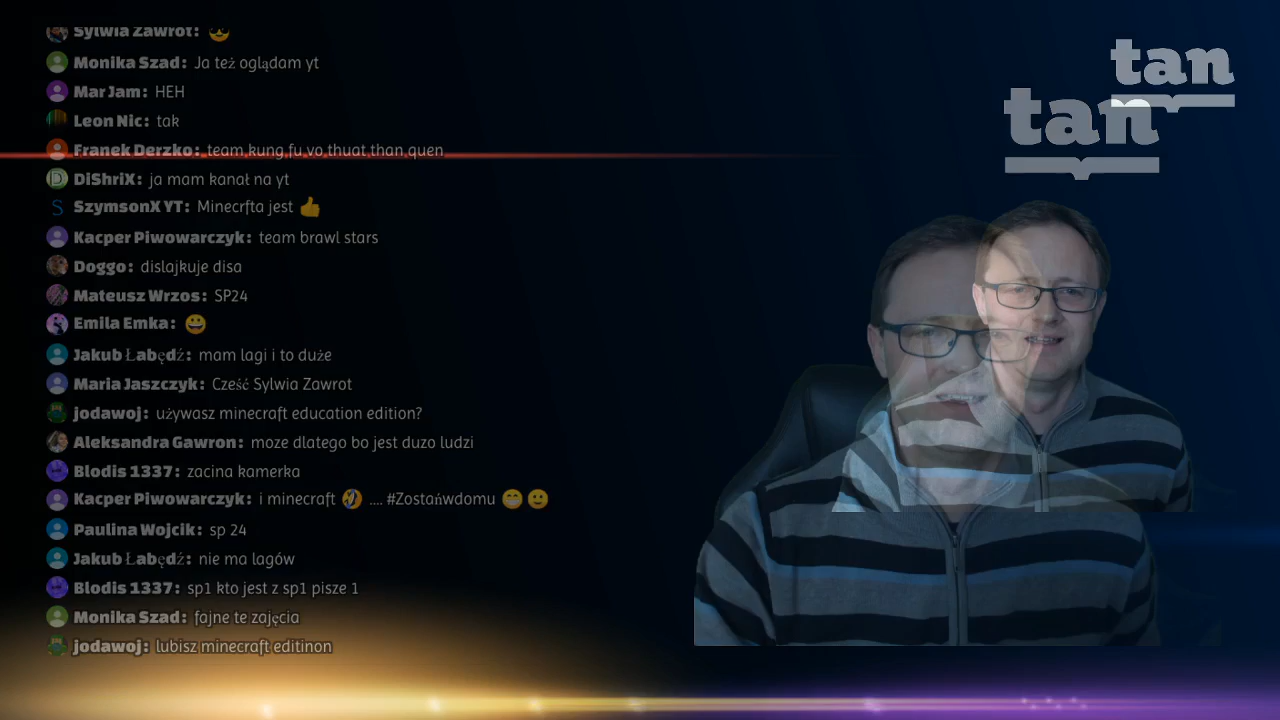 Sylwia Zawrot:
Monika Szad: Ja też oglądam yt
Mar Jam: HEH
Leon Nic: tak
Franek Derzko: team,kung,fu,vo,thuat,than,quen
DiShriX: ja mam kanał na yt
S SzymsonX YT: Minecrfta jest
Kacper Piwowarczyk: team brawl stars
Doggo: dislajkuje disa
Mateusz Wrzos: SP24
Emila Emka:
Jakub Łabędź: mam lagi i to duże
Maria Jaszczyk: Cześć Sylwia Zawrot
jodawoj: używasz minecraft education edition?
Aleksandra Gawron: moze dlatego bo jest duzo ludzi
Blodis 1337: zacina kamerka
Kacper Piwowarczyk: i minecraft 🤣 .... #Zostańwdomu 😁 🙂
Paulina Wojcik: sp 24
Jakub Łabędź: nie ma lagów
Blodis 1337: sp1 kto jest z sp1 pisze 1
Monika Szad: fajne te zajęcia
jodawoj: lubisz minecraft editinon
tan
tan